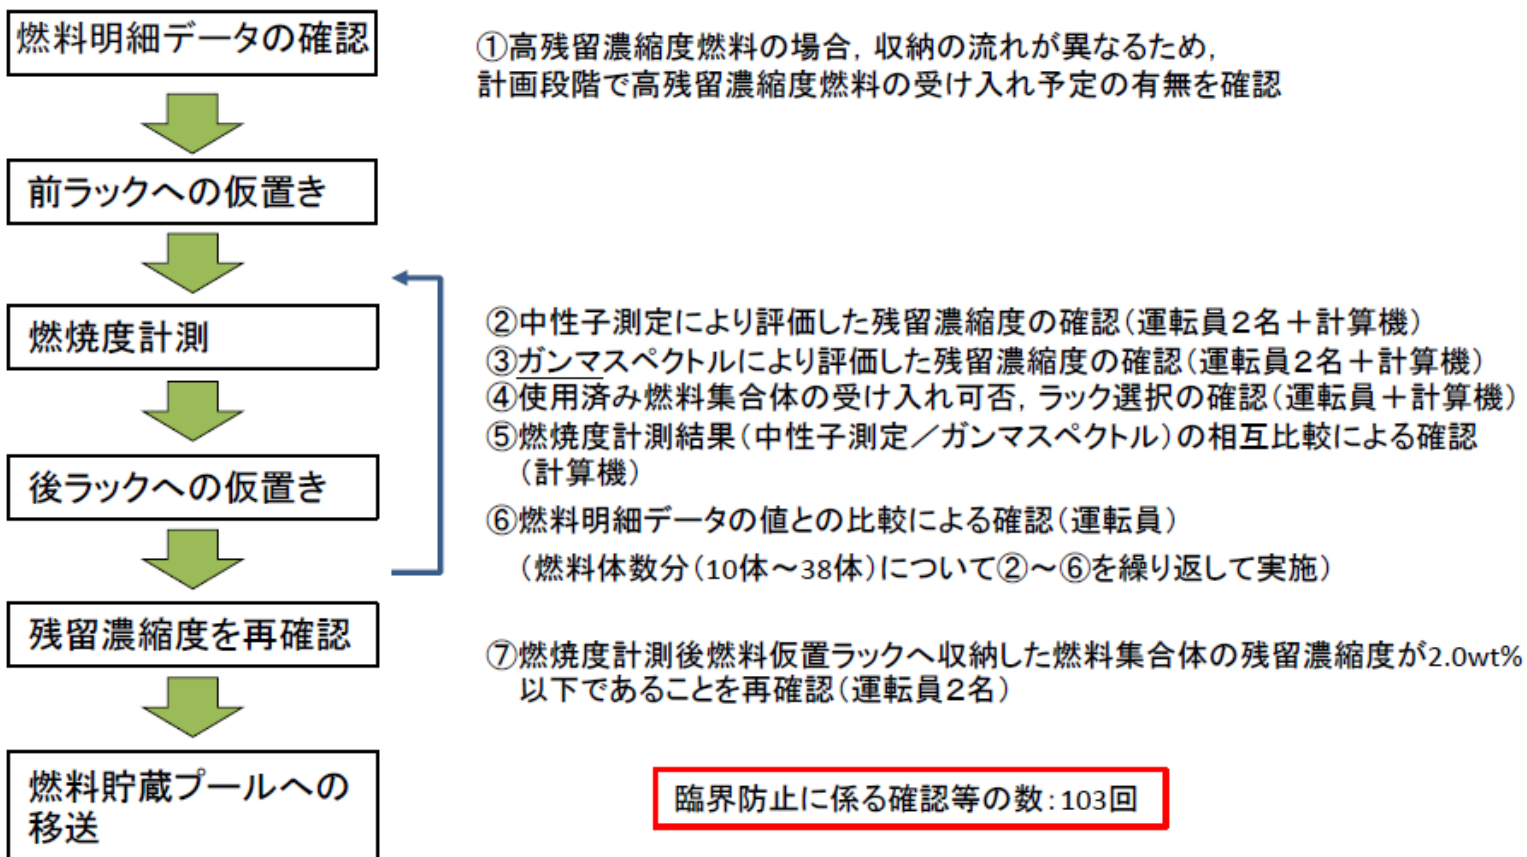 燃料明細データの確認
①高残留濃縮度燃料の場合，収納の流れが異なるため，
計画段階で高残留濃縮度燃料の受け入れ予定の有無を確認
前ラックへの仮置き
燃焼度計測
②中性子測定により評価した残留濃縮度の確認（運転員２名＋計算機）
③ガンマスペクトルにより評価した残留濃縮度の確認（運転員２名＋計算機）
④使用済み燃料集合体の受け入れ可否，ラック選択の確認（運転員＋計算機）
⑤燃焼度計測結果（中性子測定／ガンマスペクトル）の相互比較による確認
（計算機）
後ラックへの仮置き
⑥燃料明細データの値との比較による確認（運転員）
（燃料体数分（10体～38体）について②～⑥を繰り返して実施）
残留濃縮度を再確認
⑦燃焼度計測後燃料仮置ラックへ収納した燃料集合体の残留濃縮度が2.0wt%
以下であることを再確認（運転員２名）
燃料貯蔵プールへの
移送
臨界防止に係る確認等の数：103回